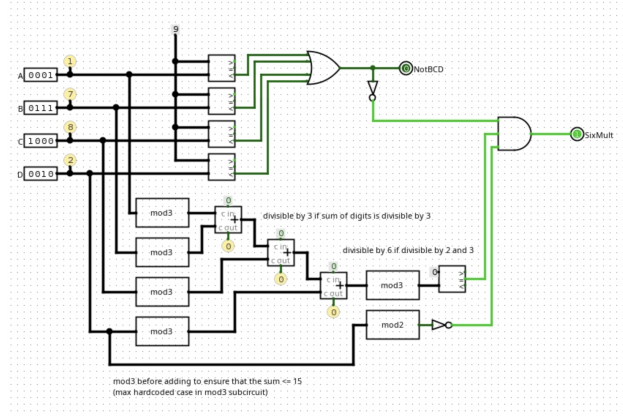 9
>
=
<
1
A 0001
NotBCD
7
>
=
<
B 0111
8
>
=
<
C 1000
SixMult
1
2
>
=
<
D 0010
0
mod3
c in
+
c out
divisible by 3 if sum of digits is divisible by 3
0
0
mod3
c in
+
c out
divisible by 6 if divisible by 2 and 3
0
0
mod3
c in
+
c out
mod3
0
>
=
<
0
mod3
mod2
mod3 before adding to ensure that the sum <= 15
(max hardcoded case in mod3 subcircuit)